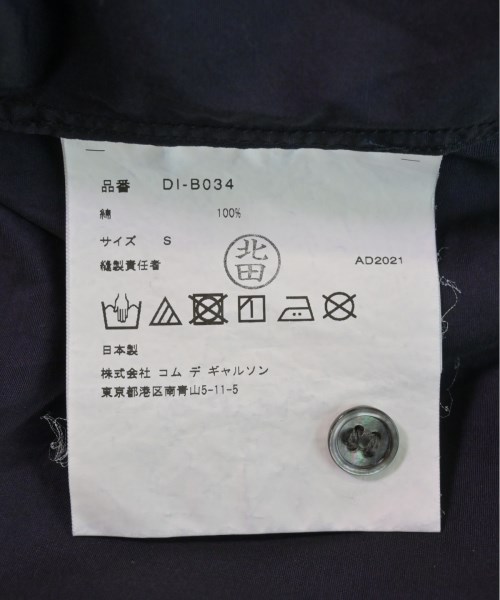 品番 DI-B034
綿 100%
サイズ S
縫製責任者 北田 AD2021
日本製
株式会社 コム デ ギャルソン
東京都港区南青山5-11-5